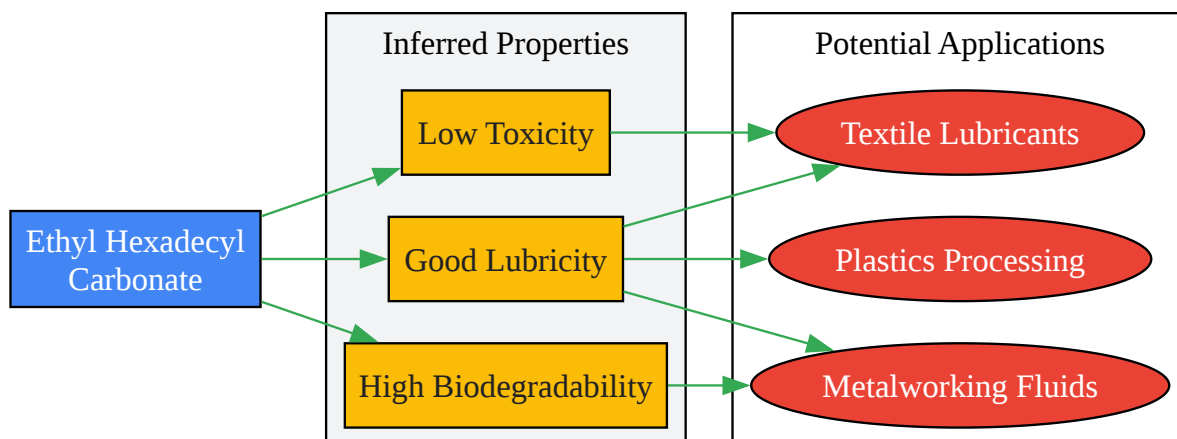 Ethyl Hexadecyl
Carbonate
Inferred Properties
Low Toxicity
Good Lubricity
High Biodegradability
Potential Applications
Textile Lubricants
Plastics Processing
Metalworking Fluids